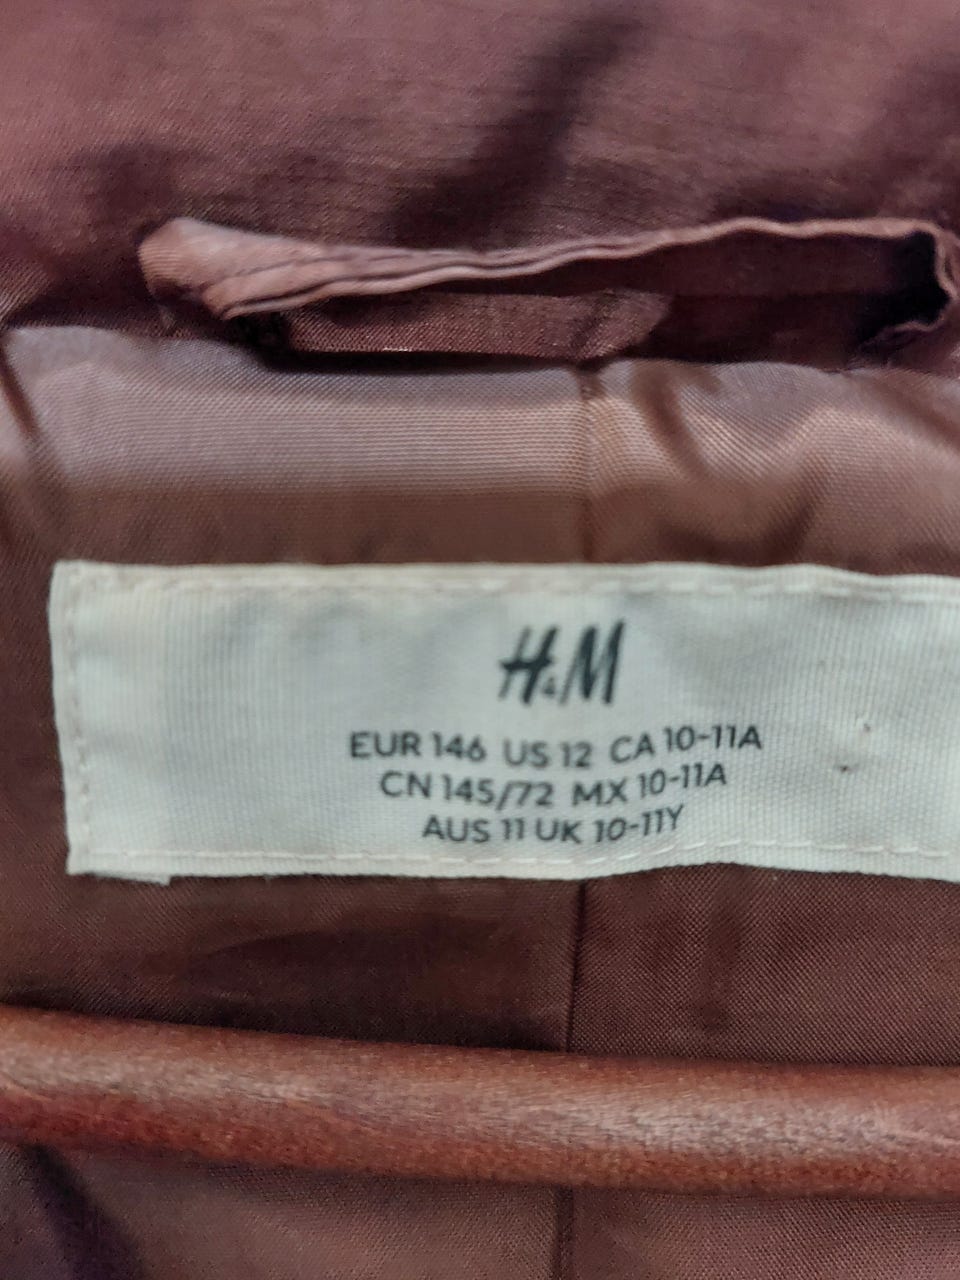 H&M
EUR 146 US 12 CA 10-11A
CN 145/72 MX 10-11A
AUS 11 UK 10-11Y